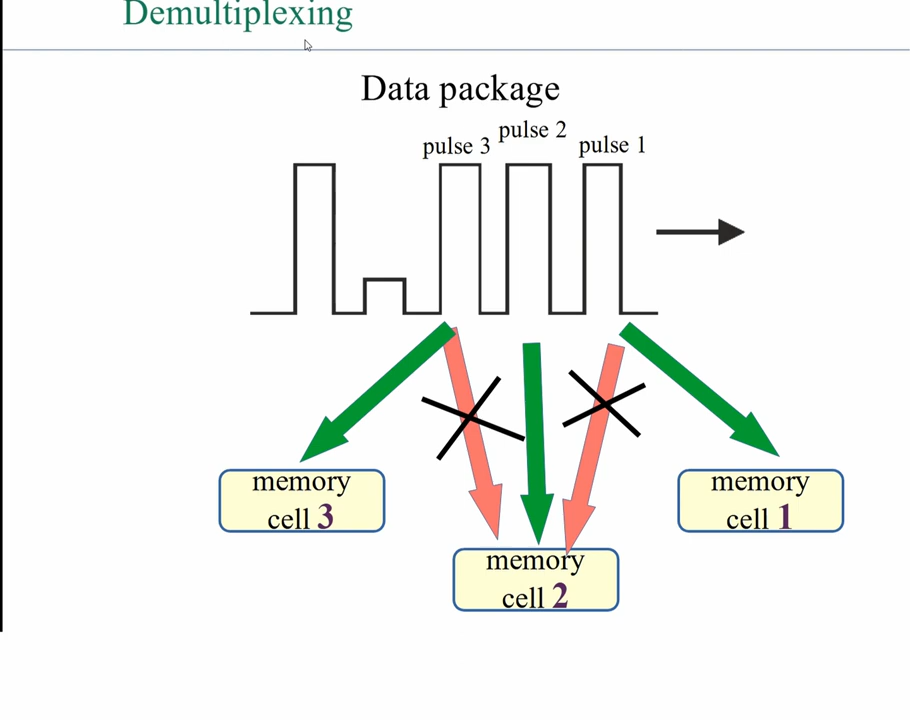 Demultiplexing
Data package
pulse 3
pulse 2
pulse 1
memory
cell 3
memory
cell 2
memory
cell 1